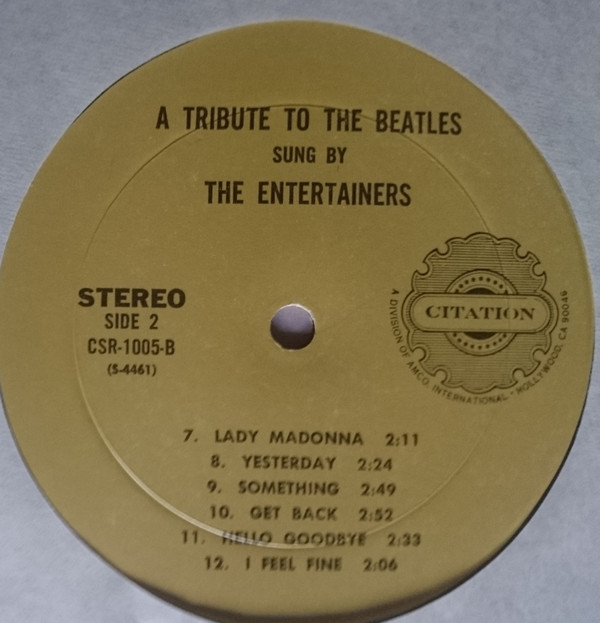 A TRIBUTE TO THE BEATLES
SUNG BY
THE ENTERTAINERS
STEREO
SIDE 2
CSR-1005-B
(S-4461)
CITATION
A DIVISION OF AMCO INTERNATIONAL - HOLLYWOOD, CA 90046
7. LADY MADONNA 2:11
8. YESTERDAY 2:24
9. SOMETHING 2:49
10. GET BACK 2:52
11. HELLO GOODBYE 2:33
12. I FEEL FINE 2:06